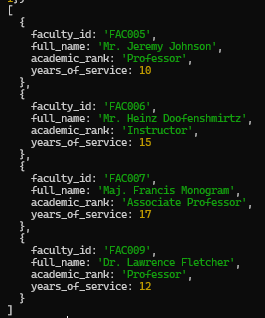 [
  {
    faculty_id: 'FAC005',
    full_name: 'Mr. Jeremy Johnson',
    academic_rank: 'Professor',
    years_of_service: 10
  },
  {
    faculty_id: 'FAC006',
    full_name: 'Mr. Heinz Doofenshmirtz',
    academic_rank: 'Instructor',
    years_of_service: 15
  },
  {
    faculty_id: 'FAC007',
    full_name: 'Maj. Francis Monogram',
    academic_rank: 'Associate Professor',
    years_of_service: 17
  },
  {
    faculty_id: 'FAC009',
    full_name: 'Dr. Lawrence Fletcher',
    academic_rank: 'Professor',
    years_of_service: 12
  }
]